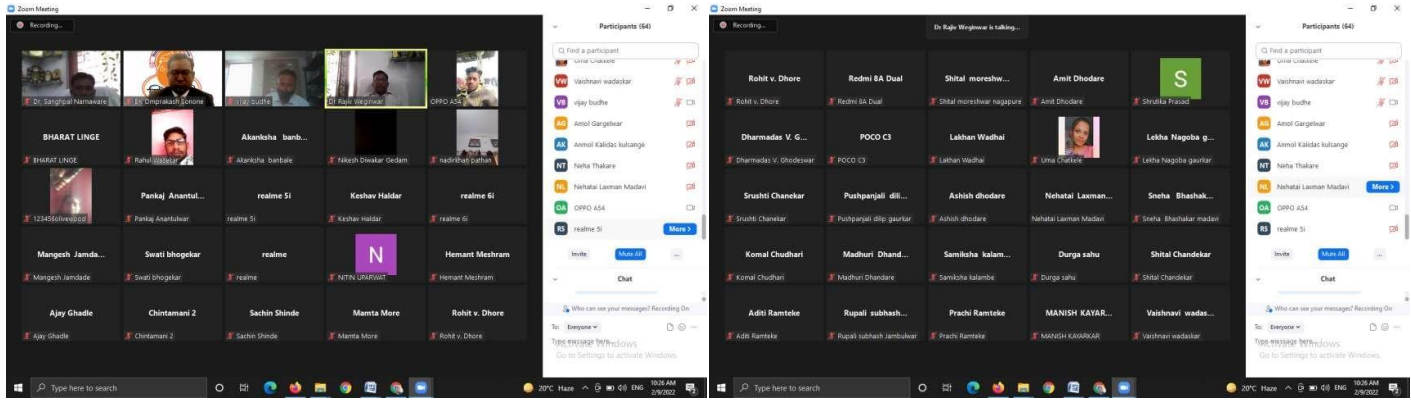 Zoom Meeting
Recording...
Dr. Sanghpal Narnaware
vijay budhe
Dr Rajiv Weginwar
OPPO A54
BHARAT LINGE
Akanksha banb...
BHARAT LINGE
Rahul Wadekar
Akanksha banbale
Nikesh Diwakar Gedam
nadirkhan pathan
Pankaj Anantul...
realme 5i
Keshav Haldar
realme 6i
Pankaj Anantulwar
realme 5i
Keshav Haldar
realme 6i
Mangesh Jamda...
Swati bhogekar
realme
N
Hemant Meshram
Mangesh Jamdade
Swati bhogekar
realme
NITIN UPARWAT
Hemant Meshram
Ajay Ghadle
Chintamani 2
Sachin Shinde
Mamta More
Rohit v. Dhore
Ajay Ghadle
Chintamani 2
Sachin Shinde
Mamta More
Rohit v. Dhore
Participants (64)
Find a participant
Uma Chatkele
VW Vaishnavi wadaskar
VB vijay budhe
AG Amol Gargelwar
AK Anmol Kalidas kulsange
NT Neha Thakare
NL Nehatai Laxman Madavi
OA OPPO A54
RS realme 5i
More >
Invite
Mute All
...
Chat
Who can see your messages? Recording On
To: Everyone
Type message here...
Activate Windows
Go to Settings to activate Windows.
Type here to search
20°C Haze
ENG
10:26 AM
2/9/2022
Zoom Meeting
Recording...
Dr Rajiv Weginwar is talking...
Rohit v. Dhore
Redmi 8A Dual
Shital moreshw...
Amit Dhodare
S
Rohit v. Dhore
Redmi 8A Dual
Shital moreshwar nagapure
Amit Dhodare
Shrutika Prasad
Dharmadas V. G...
POCO C3
Lakhan Wadhai
Lekha Nagoba g...
Dharmadas V. Ghodeswar
POCO C3
Lakhan Wadhai
Uma Chatkele
Lekha Nagoba gaurkar
Srushti Chanekar
Pushpanjali dili...
Ashish dhodare
Nehatai Laxman...
Sneha Bhashak...
Srushti Chanekar
Pushpanjali dilip gaurkar
Ashish dhodare
Nehatai Laxman Madavi
Sneha Bhashakar madavi
Komal Chudhari
Madhuri Dhand...
Samiksha kalam...
Durga sahu
Shital Chandekar
Komal Chudhari
Madhuri Dhandare
Samiksha kalambe
Durga sahu
Shital Chandekar
Aditi Ramteke
Rupali subhash...
Prachi Ramteke
MANISH KAYAR...
Vaishnavi wadas...
Aditi Ramteke
Rupali subhash Jambulwar
Prachi Ramteke
MANISH KAYARKAR
Vaishnavi wadaskar
Participants (64)
Find a participant
Uma Chatkele
VW Vaishnavi wadaskar
VB vijay budhe
AG Amol Gargelwar
AK Anmol Kalidas kulsange
NT Neha Thakare
NL Nehatai Laxman Madavi
More >
OA OPPO A54
RS realme 5i
Invite
Mute All
...
Chat
Who can see your messages? Recording On
To: Everyone
Type message here...
Activate Windows
Go to Settings to activate Windows.
Type here to search
20°C Haze
ENG
10:26 AM
2/9/2022